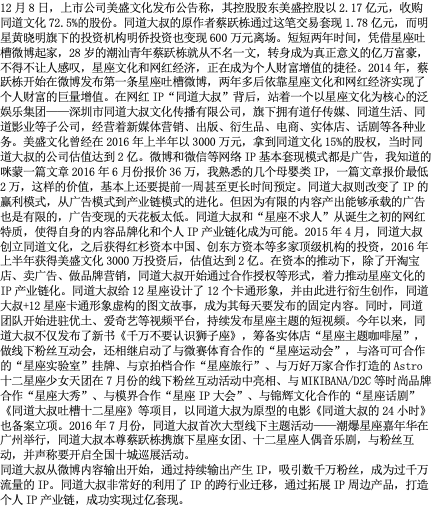 12 月 8 日，上市公司美盛文化发布公告称，其控股股东美盛控股以 2.17 亿元，收购
同道文化 72.5%的股份。同道大叔的原作者蔡跃栋通过这笔交易套现 1.78 亿元，而明
星黄晓明旗下的投资机构明侨投资也变现 600 万元离场。短短两年时间，凭借星座吐
槽微博起家，28 岁的潮汕青年蔡跃栋就从不名一文，转身成为真正意义的亿万富豪，
不得不让人感叹，星座文化和网红经济，正在成为个人财富增值的捷径。2014 年，蔡
跃栋开始在微博发布第一条星座吐槽微博，两年多后依靠星座文化和网红经济实现了
个人财富的巨量增值。在网红 IP“同道大叔”背后，站着一个以星座文化为核心的泛
娱乐集团——深圳市同道大叔文化传播有限公司，旗下拥有道仔传媒、同道生活、同
道影业等子公司，经营着新媒体营销、出版、衍生品、电商、实体店、话剧等各种业
务。美盛文化曾经在 2016 年上半年以 3000 万元，拿到同道文化 15%的股权，当时同
道大叔的公司估值达到 2 亿。微博和微信等网络 IP 基本套现模式都是广告，我知道的
咪蒙一篇文章 2016 年 6 月份报价 36 万，我熟悉的几个母婴类 IP，一篇文章报价最低
2 万，这样的价值，基本上还要提前一周甚至更长时间预定。同道大叔则改变了 IP 的
赢利模式，从广告模式到产业链模式的进化。但因为有限的内容产出能够承载的广告
也是有限的，广告变现的天花板太低。同道大叔和“星座不求人”从诞生之初的网红
特质，使得自身的内容品牌化和个人 IP 产业链化成为可能。2015 年 4 月，同道大叔
创立同道文化，之后获得红杉资本中国、创东方资本等多家顶级机构的投资，2016 年
上半年获得美盛文化 3000 万投资后，估值达到 2 亿。在资本的推动下，除了开淘宝
店、卖广告、做品牌营销，同道大叔开始通过合作授权等形式，着力推动星座文化的
IP 产业链化。同道大叔给 12 星座设计了 12 个卡通形象，并由此进行衍生创作，同道
大叔+12 星座卡通形象虚构的图文故事，成为其每天要发布的固定内容。同时，同道
团队开始进驻优土、爱奇艺等视频平台，持续发布星座主题的短视频。今年以来，同
道大叔不仅发布了新书《千万不要认识狮子座》，筹备实体店“星座主题咖啡屋”，
做线下粉丝互动会，还相继启动了与微赛体育合作的“星座运动会”，与洛可可合作
的“星座实验室”挂牌、与京拍档合作“星座旅行”、与万好万家合作打造的 Astro
十二星座少女天团在 7 月份的线下粉丝互动活动中亮相、与 MIKIBANA/D2C 等时尚品牌
合作“星座大秀”、与模界合作“星座 IP 大会”、与锦辉文化合作的“星座话剧”
《同道大叔吐槽十二星座》等项目，以同道大叔为原型的电影《同道大叔的 24 小时》
也备案立项。2016 年 7 月份，同道大叔首次大型线下主题活动——潮爆星座嘉年华在
广州举行，同道大叔本尊蔡跃栋携旗下星座女团、十二星座人偶音乐剧，与粉丝互
动，并声称要开启全国十城巡展活动。
同道大叔从微博内容输出开始，通过持续输出产生 IP，吸引数千万粉丝，成为过千万
流量的 IP。同道大叔非常好的利用了 IP 的跨行业迁移，通过拓展 IP 周边产品，打造
个人 IP 产业链，成功实现过亿套现。